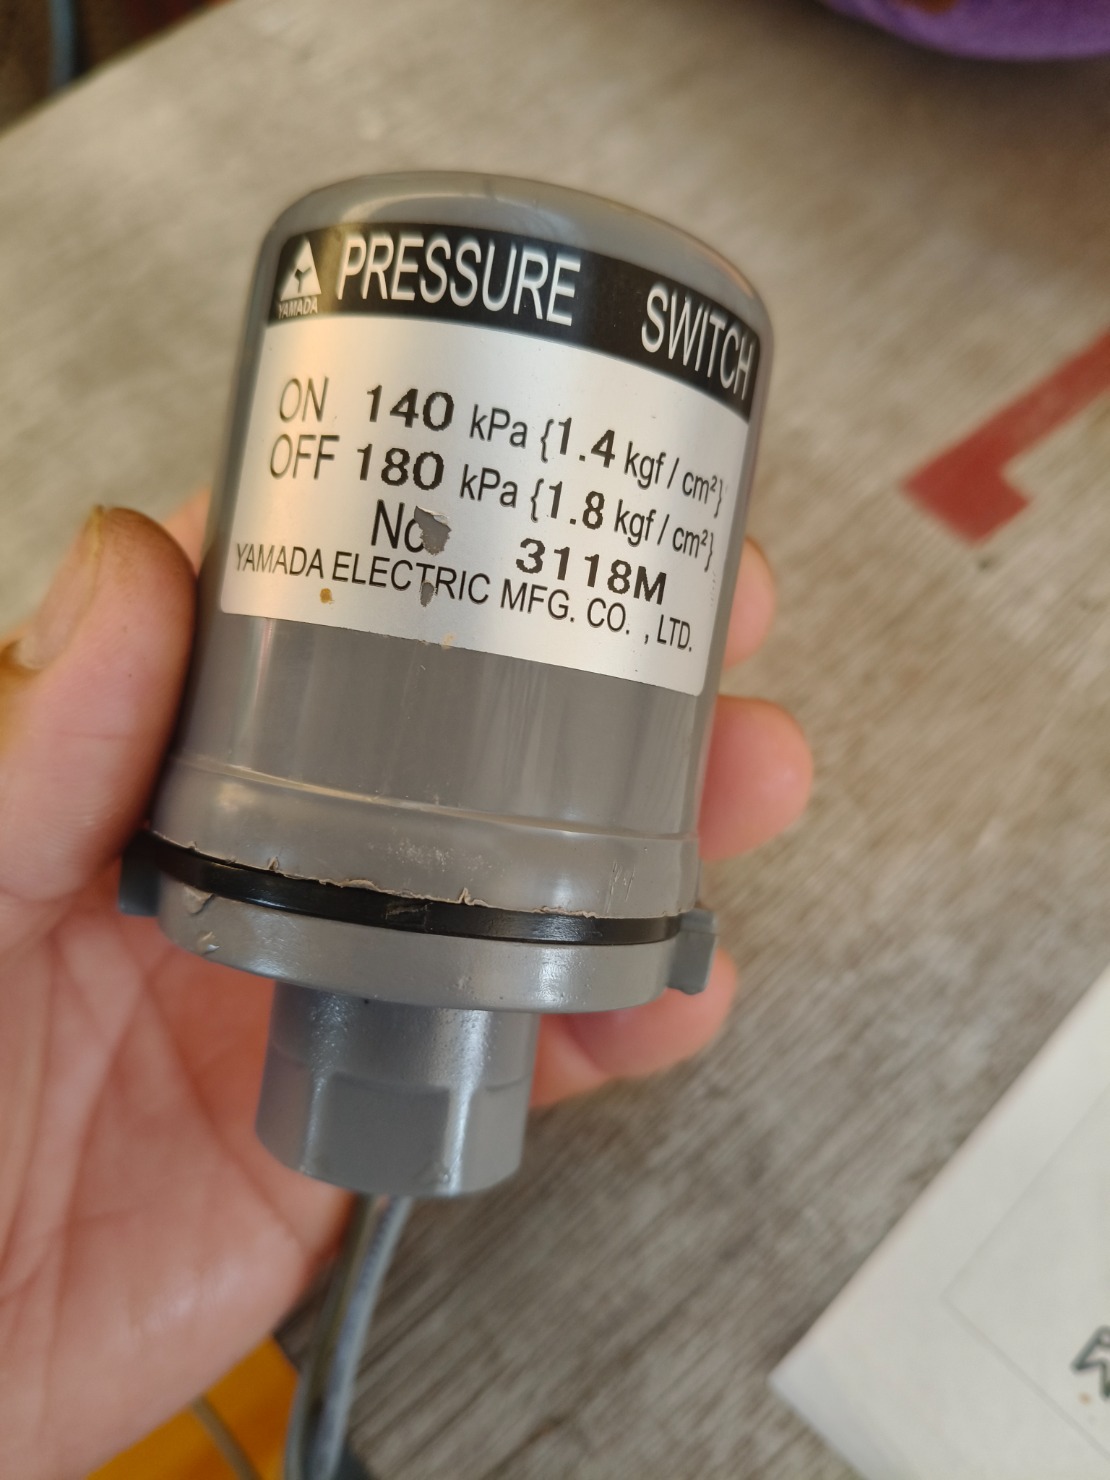 YAMADA
PRESSURE SWITCH
ON 140 kPa {1.4 kgf / cm²}
OFF 180 kPa {1.8 kgf / cm²}
No 3118M
YAMADA ELECTRIC MFG. CO. , LTD.